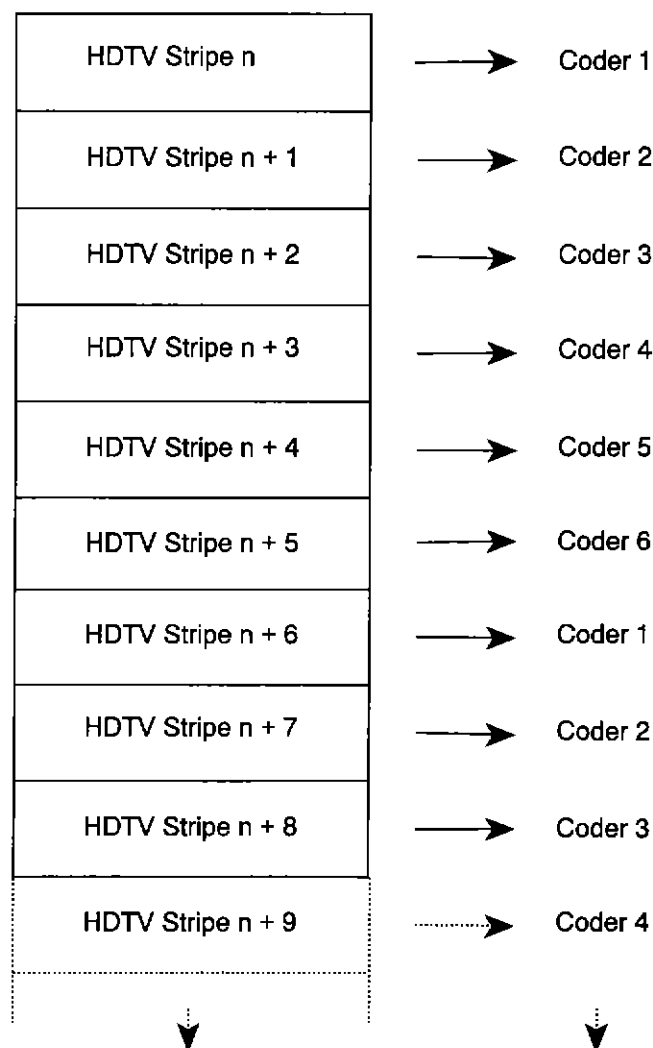 HDTV Stripe n Coder 1
HDTV Stripe n + 1 Coder 2
HDTV Stripe n + 2 Coder 3
HDTV Stripe n + 3 Coder 4
HDTV Stripe n + 4 Coder 5
HDTV Stripe n + 5 Coder 6
HDTV Stripe n + 6 Coder 1
HDTV Stripe n + 7 Coder 2
HDTV Stripe n + 8 Coder 3
HDTV Stripe n + 9 Coder 4